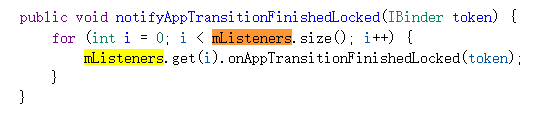 public void notifyAppTransitionFinishedLocked(IBinder token) {
    for (int i = 0; i < mListeners.size(); i++) {
        mListeners.get(i).onAppTransitionFinishedLocked(token);
    }
}